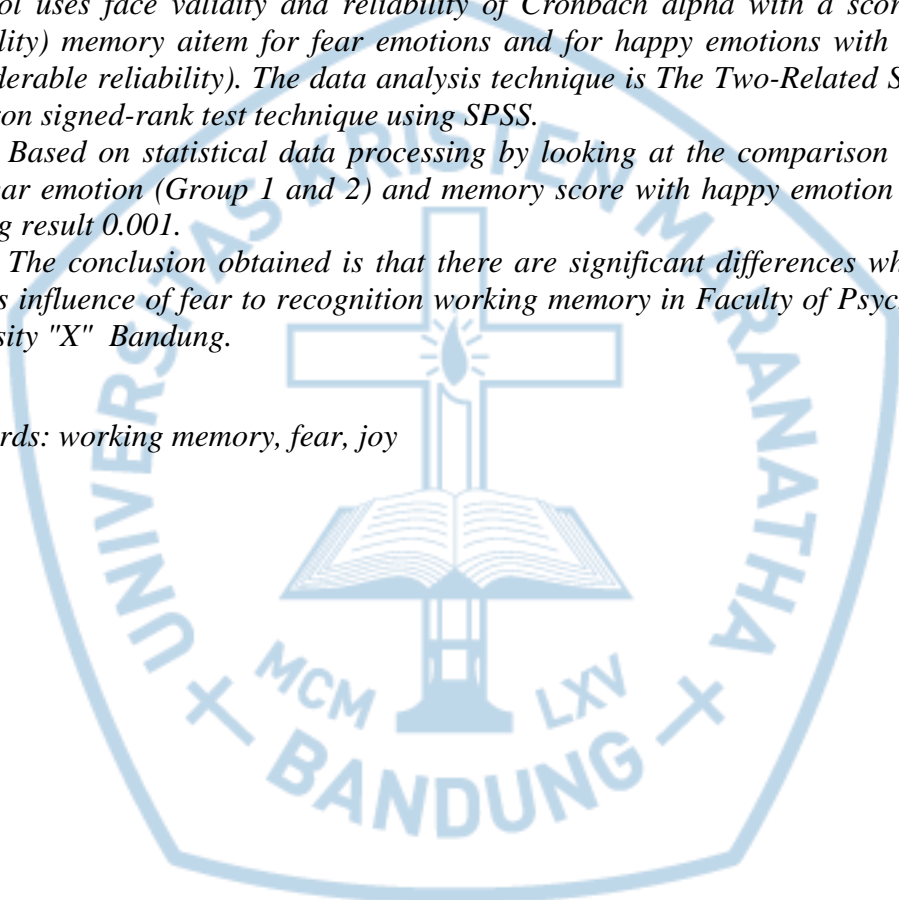 ol uses face validity and reliability of Cronbach alpha with a scor
lity) memory aitem for fear emotions and for happy emotions with
derable reliability). The data analysis technique is The Two-Related S
on signed-rank test technique using SPSS.
Based on statistical data processing by looking at the comparison
ar emotion (Group 1 and 2) and memory score with happy emotion
g result 0.001.
The conclusion obtained is that there are significant differences wh
s influence of fear to recognition working memory in Faculty of Psyc
sity "X" Bandung.
rds: working memory, fear, joy
UNIVERSITAS KRISTEN MARANATHA
MCM LXV
BANDUNG